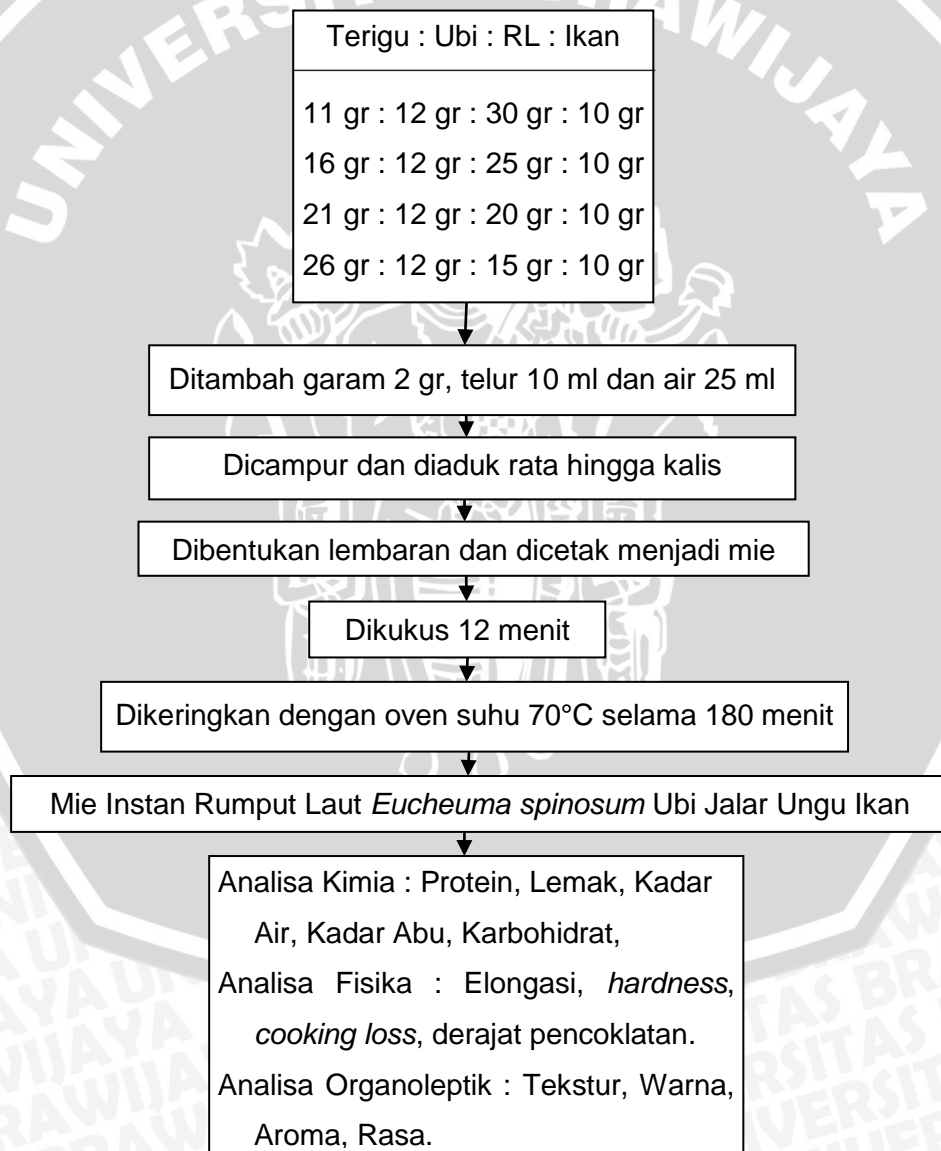 UNIVERSITAS BRAWIJAYA
Terigu : Ubi : RL : Ikan
11 gr : 12 gr : 30 gr : 10 gr
16 gr : 12 gr : 25 gr : 10 gr
21 gr : 12 gr : 20 gr : 10 gr
26 gr : 12 gr : 15 gr : 10 gr
Ditambah garam 2 gr, telur 10 ml dan air 25 ml
Dicampur dan diaduk rata hingga kalis
Dibentukan lembaran dan dicetak menjadi mie
Dikukus 12 menit
Dikeringkan dengan oven suhu 70°C selama 180 menit
Mie Instan Rumput Laut Eucheuma spinosum Ubi Jalar Ungu Ikan
Analisa Kimia : Protein, Lemak, Kadar
Air, Kadar Abu, Karbohidrat,
Analisa Fisika : Elongasi, hardness,
cooking loss, derajat pencoklatan.
Analisa Organoleptik : Tekstur, Warna,
Aroma, Rasa.